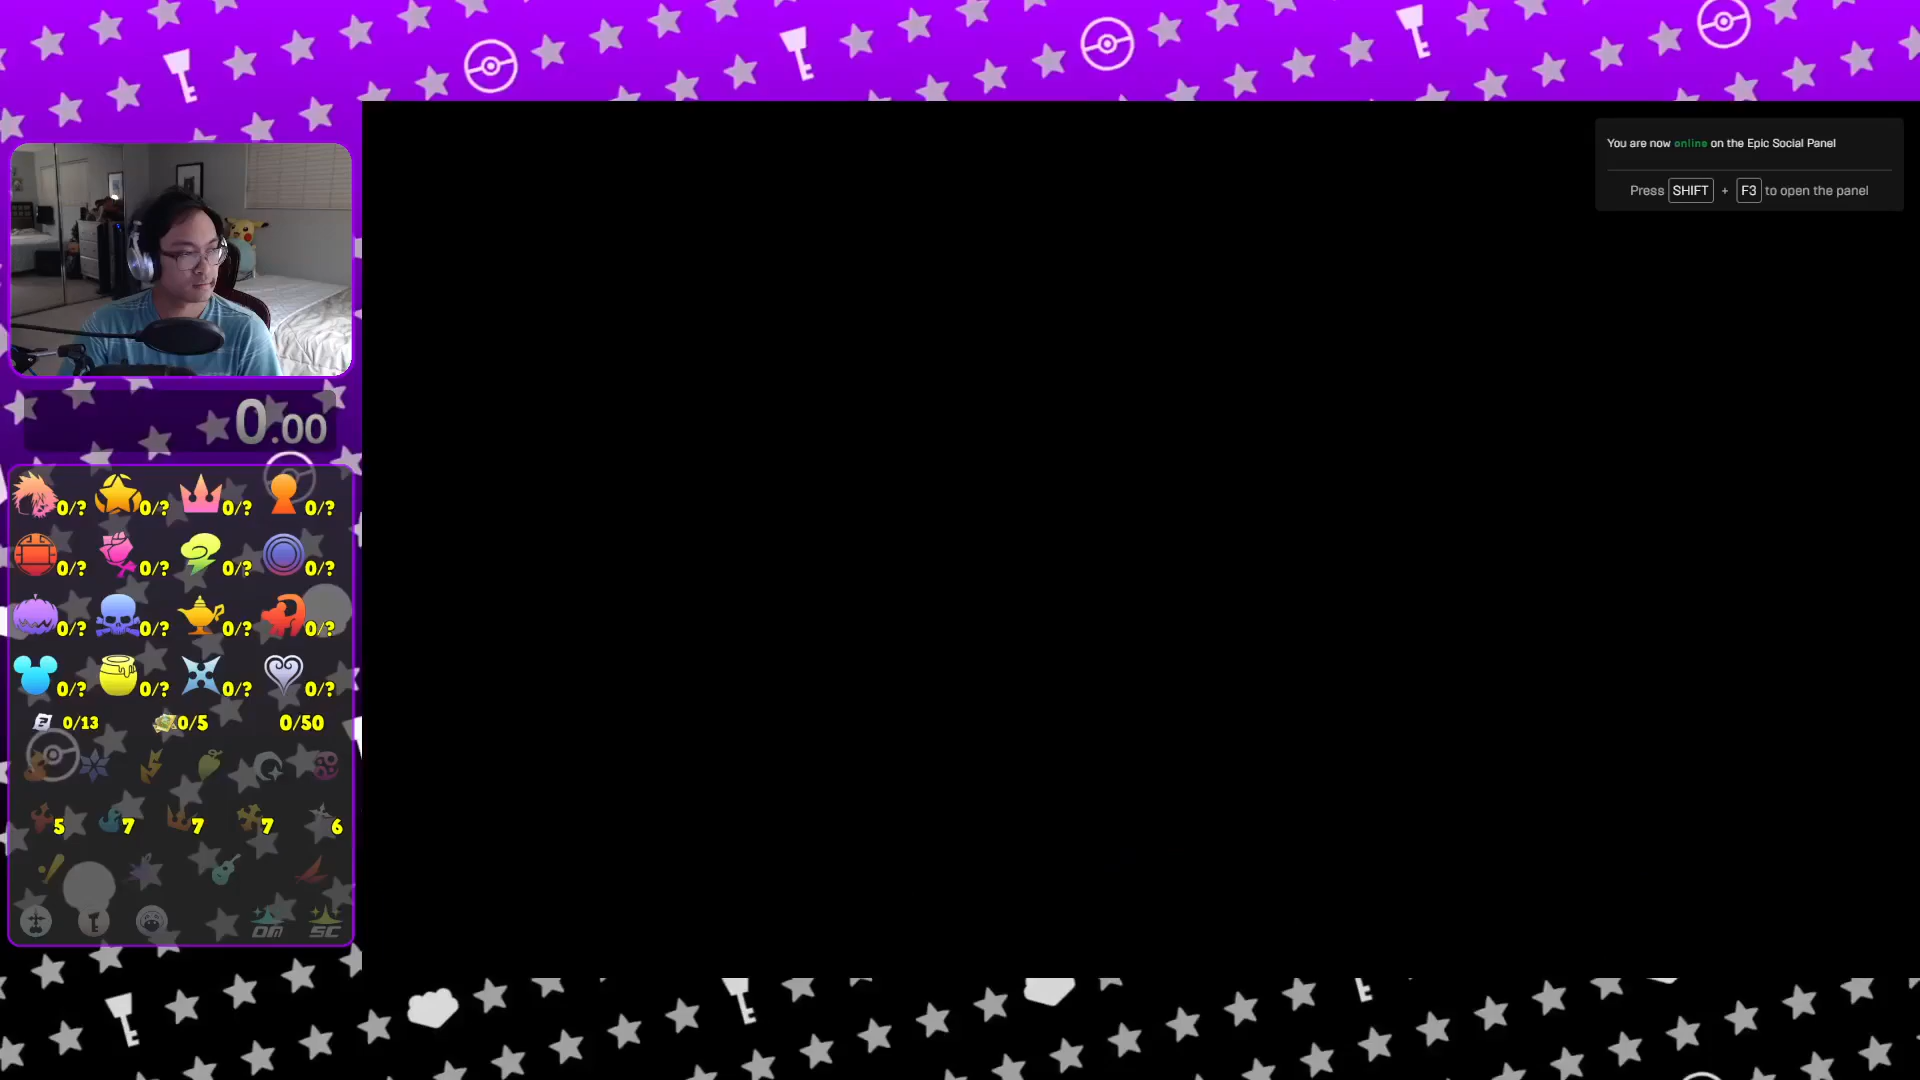 You are now online on the Epic Social Panel
Press SHIFT + F3 to open the panel
0.00
0/? 0/? 0/? 0/?
0/? 0/? 0/? 0/?
0/? 0/? 0/? 0/?
0/? 0/? 0/? 0/?
0/13 0/5 0/50
5 7 7 7 6
OM SC